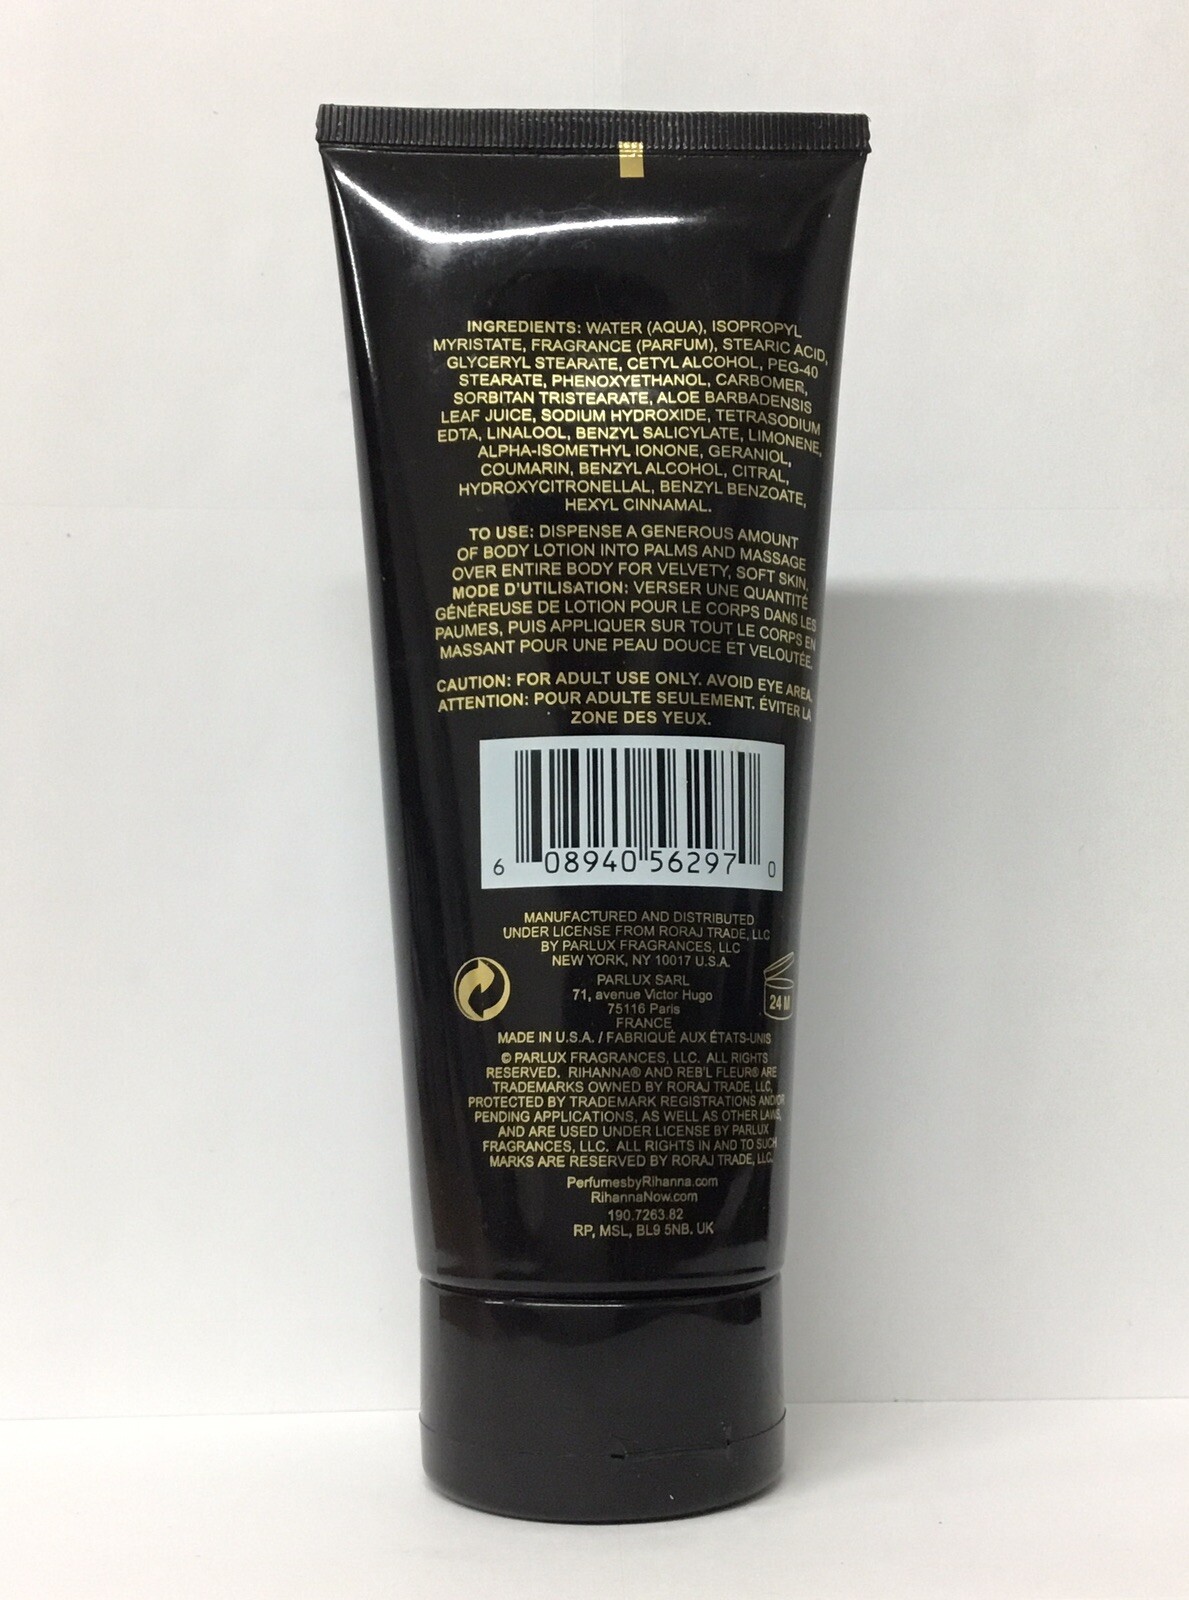 INGREDIENTS: WATER (AQUA), ISOPROPYL
MYRISTATE, FRAGRANCE (PARFUM), STEARIC ACID,
GLYCERYL STEARATE, CETYL ALCOHOL, PEG-40
STEARATE, PHENOXYETHANOL, CARBOMER,
SORBITAN TRISTEARATE, ALOE BARBADENSIS
LEAF JUICE, SODIUM HYDROXIDE, TETRASODIUM
EDTA, LINALOOL, BENZYL SALICYLATE, LIMONENE,
ALPHA-ISOMETHYL IONONE, GERANIOL,
COUMARIN, BENZYL ALCOHOL, CITRAL,
HYDROXYCITRONELLAL, BENZYL BENZOATE,
HEXYL CINNAMAL.
TO USE: DISPENSE A GENEROUS AMOUNT
OF BODY LOTION INTO PALMS AND MASSAGE
OVER ENTIRE BODY FOR VELVETY, SOFT SKIN.
MODE D'UTILISATION: VERSER UNE QUANTITÉ
GÉNÉREUSE DE LOTION POUR LE CORPS DANS LES
PAUMES, PUIS APPLIQUER SUR TOUT LE CORPS EN
MASSANT POUR UNE PEAU DOUCE ET VELOUTÉE.
CAUTION: FOR ADULT USE ONLY. AVOID EYE AREA.
ATTENTION: POUR ADULTE SEULEMENT. ÉVITER LA
ZONE DES YEUX.
6 08940 56297 0
MANUFACTURED AND DISTRIBUTED
UNDER LICENSE FROM RORAJ TRADE, LLC
BY PARLUX FRAGRANCES, LLC
NEW YORK, NY 10017 U.S.A.
PARLUX SARL
71, avenue Victor Hugo
75116 Paris
FRANCE
24 M
MADE IN U.S.A. / FABRIQUÉ AUX ÉTATS-UNIS
© PARLUX FRAGRANCES, LLC. ALL RIGHTS
RESERVED. RIHANNA® AND REB'L FLEUR® ARE
TRADEMARKS OWNED BY RORAJ TRADE, LLC,
PROTECTED BY TRADEMARK REGISTRATIONS AND/OR
PENDING APPLICATIONS, AS WELL AS OTHER LAWS,
AND ARE USED UNDER LICENSE BY PARLUX
FRAGRANCES, LLC. ALL RIGHTS IN AND TO SUCH
MARKS ARE RESERVED BY RORAJ TRADE, LLC.
PerfumesbyRihanna.com
RihannaNow.com
190.7263.82
RP, MSL, BL9 5NB. UK